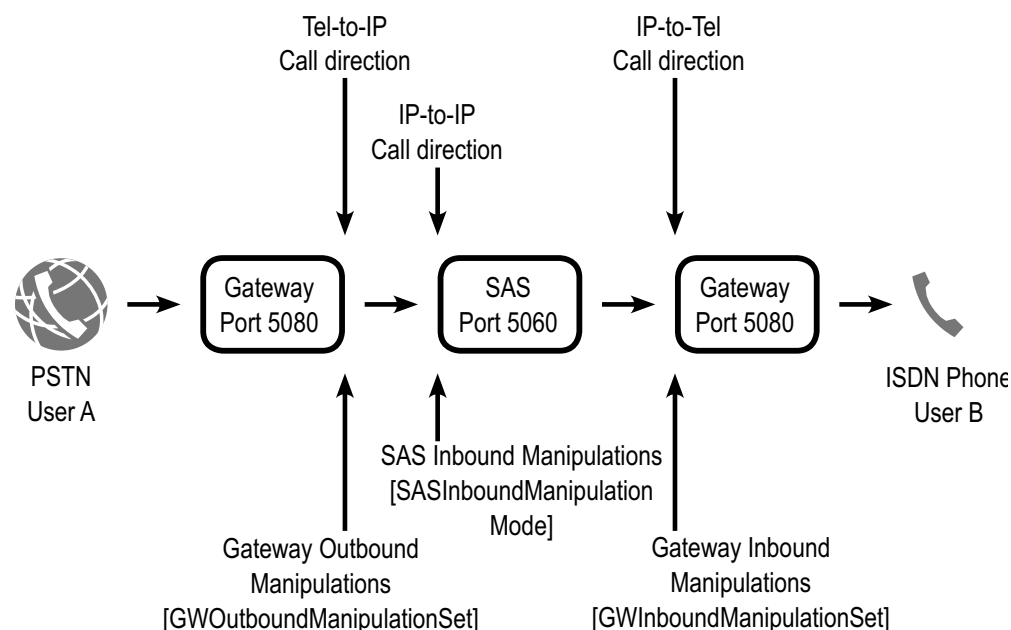 Tel-to-IP
Call direction
IP-to-Tel
Call direction
IP-to-IP
Call direction
Gateway
Port 5080
SAS
Port 5060
Gateway
Port 5080
PSTN
User A
ISDN Phone
User B
SAS Inbound Manipulations
[SASInboundManipulation
Mode]
Gateway Outbound
Manipulations
[GWOutboundManipulationSet]
Gateway Inbound
Manipulations
[GWInboundManipulationSet]